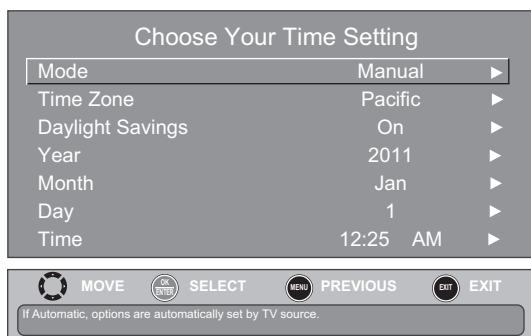 Choose Your Time Setting
Mode Manual
Time Zone Pacific
Daylight Savings On
Year 2011
Month Jan
Day 1
Time 12:25 AM
MOVE OK ENTER SELECT MENU PREVIOUS EXIT EXIT
If Automatic, options are automatically set by TV source.